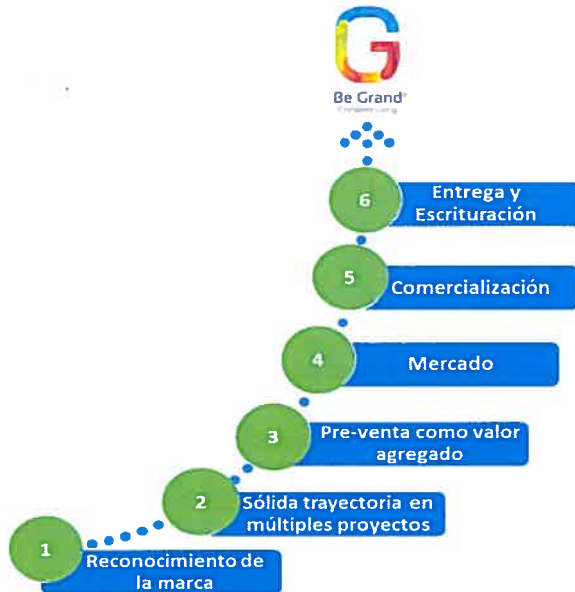 G
Be Grand®
6
Entrega y
Escrituración
5
Comercialización
4
Mercado
3
Pre-venta como valor
agregado
2
Sólida trayectoria en
múltiples proyectos
1
Reconocimiento de
la marca